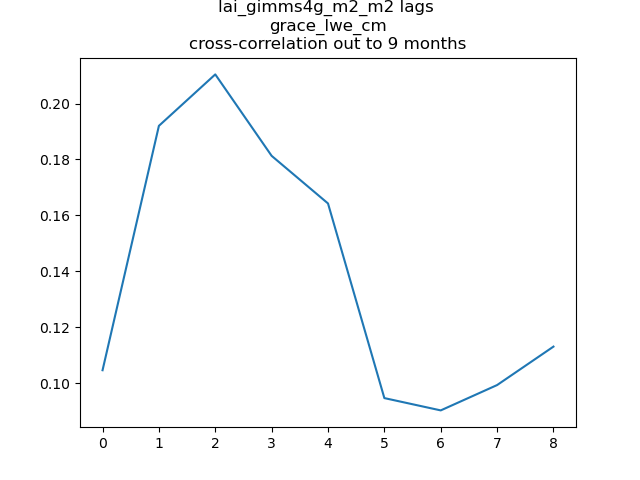 lai_gimms4g_m2_m2 lags
grace_lwe_cm
cross-correlation out to 9 months
0.20
0.18
0.16
0.14
0.12
0.10
0 1 2 3 4 5 6 7 8